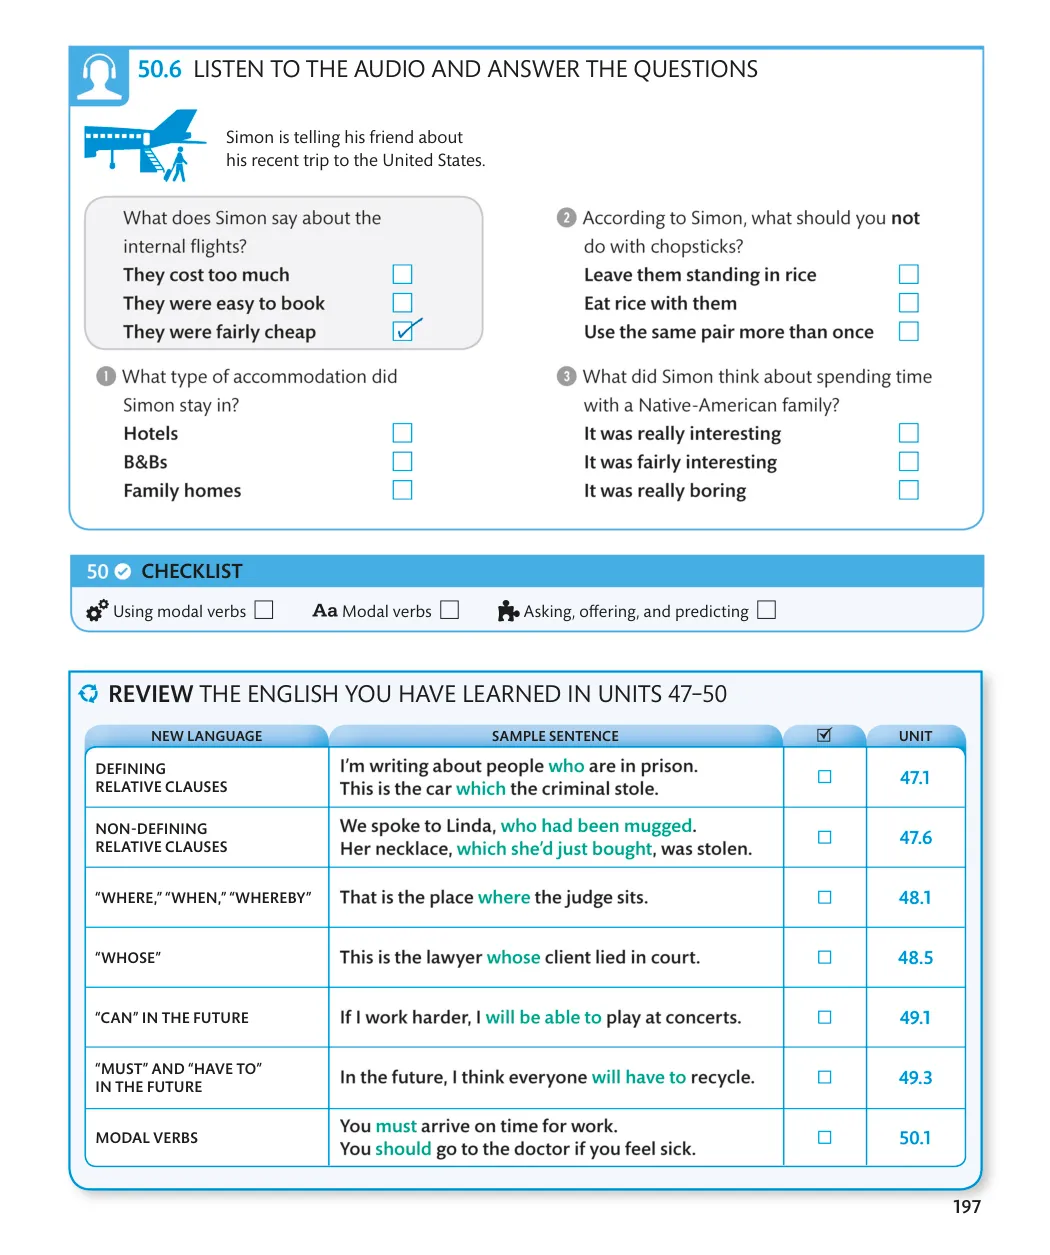 50.6 LISTEN TO THE AUDIO AND ANSWER THE QUESTIONS
Simon is telling his friend about
his recent trip to the United States.
What does Simon say about the
internal flights?
They cost too much
They were easy to book
They were fairly cheap
1 What type of accommodation did
Simon stay in?
Hotels
B&Bs
Family homes
2 According to Simon, what should you not
do with chopsticks?
Leave them standing in rice
Eat rice with them
Use the same pair more than once
3 What did Simon think about spending time
with a Native-American family?
It was really interesting
It was fairly interesting
It was really boring
50 CHECKLIST
Using modal verbs Aa Modal verbs Asking, offering, and predicting
REVIEW THE ENGLISH YOU HAVE LEARNED IN UNITS 47–50
NEW LANGUAGE SAMPLE SENTENCE UNIT
DEFINING
RELATIVE CLAUSES
I’m writing about people who are in prison.
This is the car which the criminal stole.
47.1
NON-DEFINING
RELATIVE CLAUSES
We spoke to Linda, who had been mugged.
Her necklace, which she’d just bought, was stolen.
47.6
“WHERE,” “WHEN,” “WHEREBY” That is the place where the judge sits. 48.1
“WHOSE” This is the lawyer whose client lied in court. 48.5
“CAN” IN THE FUTURE If I work harder, I will be able to play at concerts. 49.1
“MUST” AND “HAVE TO”
IN THE FUTURE
In the future, I think everyone will have to recycle. 49.3
MODAL VERBS
You must arrive on time for work.
You should go to the doctor if you feel sick.
50.1
197